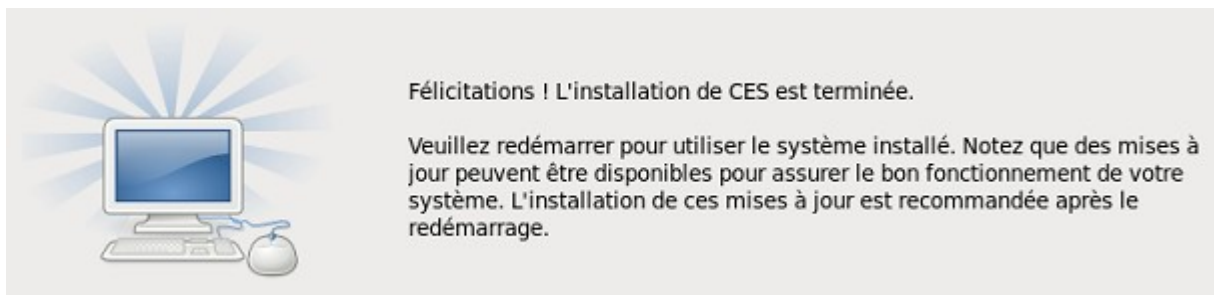 Félicitations ! L'installation de CES est terminée.
Veuillez redémarrer pour utiliser le système installé. Notez que des mises à
jour peuvent être disponibles pour assurer le bon fonctionnement de votre
système. L'installation de ces mises à jour est recommandée après le
redémarrage.